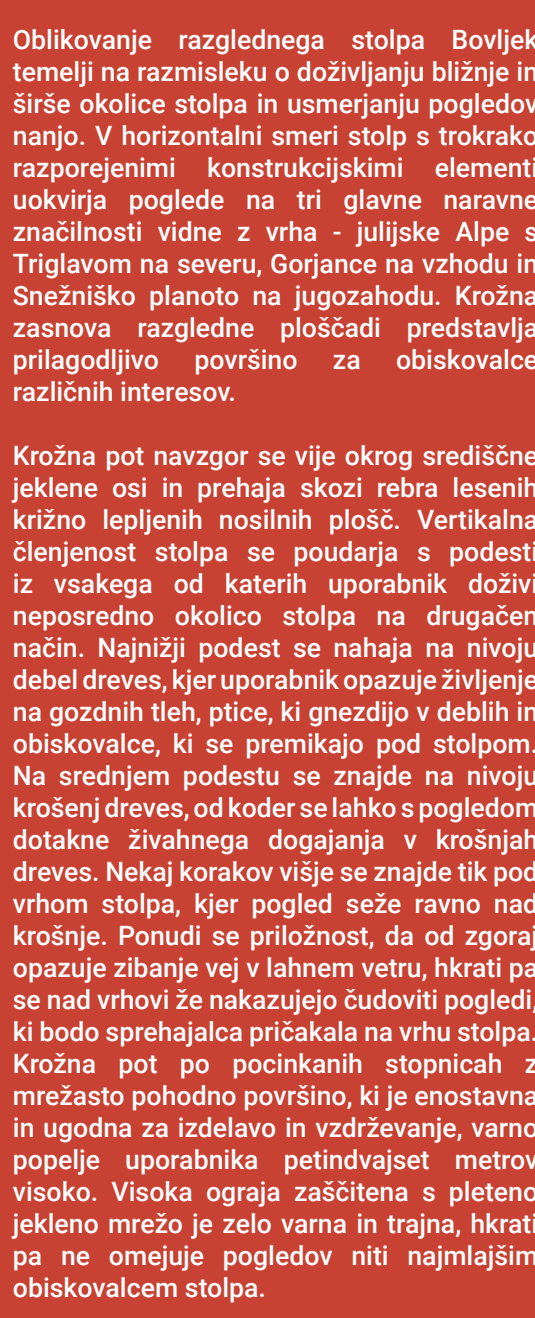 Oblikovanje razglednega stolpa Bovljek
temelji na razmisleku o doživljanju bližnje in
širše okolice stolpa in usmerjanju pogledov
nanjo. V horizontalni smeri stolp s trokrako
razporejenimi konstrukcijskimi elementi
uokvirja poglede na tri glavne naravne
značilnosti vidne z vrha - julijske Alpe s
Triglavom na severu, Gorjance na vzhodu in
Snežniško planoto na jugozahodu. Krožna
zasnova razgledne ploščadi predstavlja
prilagodljivo površino za obiskovalce
različnih interesov.

Krožna pot navzgor se vije okrog središčne
jeklene osi in prehaja skozi rebra lesenih
križno lepljenih nosilnih plošč. Vertikalna
členjenost stolpa se poudarja s podesti
iz vsakega od katerih uporabnik doživi
neposredno okolico stolpa na drugačen
način. Najnižji podest se nahaja na nivoju
debel dreves, kjer uporabnik opazuje življenje
na gozdnih tleh, ptice, ki gnezdijo v deblih in
obiskovalce, ki se premikajo pod stolpom.
Na srednjem podestu se znajde na nivoju
krošenj dreves, od koder se lahko s pogledom
dotakne živahnega dogajanja v krošnjah
dreves. Nekaj korakov višje se znajde tik pod
vrhom stolpa, kjer pogled seže ravno nad
krošnje. Ponudi se priložnost, da od zgoraj
opazuje zibanje vej v lahnem vetru, hkrati pa
se nad vrhovi že nakazujejo čudoviti pogledi,
ki bodo sprehajalca pričakala na vrhu stolpa.
Krožna pot po pocinkanih stopnicah z
mrežasto pohodno površino, ki je enostavna
in ugodna za izdelavo in vzdrževanje, varno
popelje uporabnika petindvajset metrov
visoko. Visoka ograja zaščitena s pleteno
jekleno mrežo je zelo varna in trajna, hkrati
pa ne omejuje pogledov niti najmlajšim
obiskovalcem stolpa.